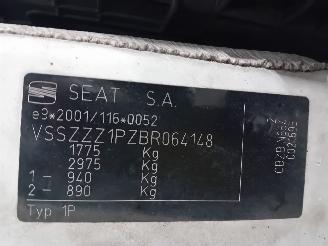 SEAT S.A.
e9*2001/116*0052
VSSZZZ1PZBR064148
1775 Kg
2975 Kg
1 - 940 Kg
2 - 890 Kg
Typ 1P